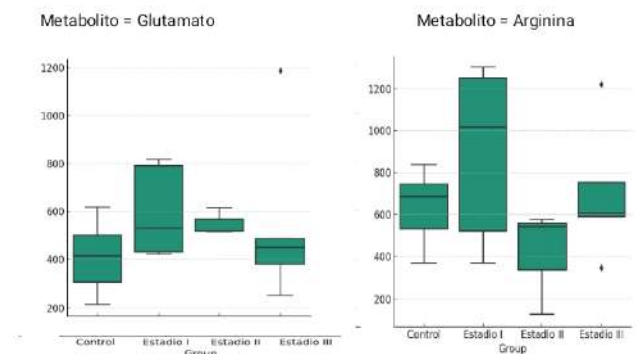 Metabolito = Glutamato
1200
1000
800
600
400
200
Control Estadio I Estadio II Estadio III
Group
Metabolito = Arginina
1200
1000
800
600
400
200
Control Estadio I Estadio II Estadio III
Group